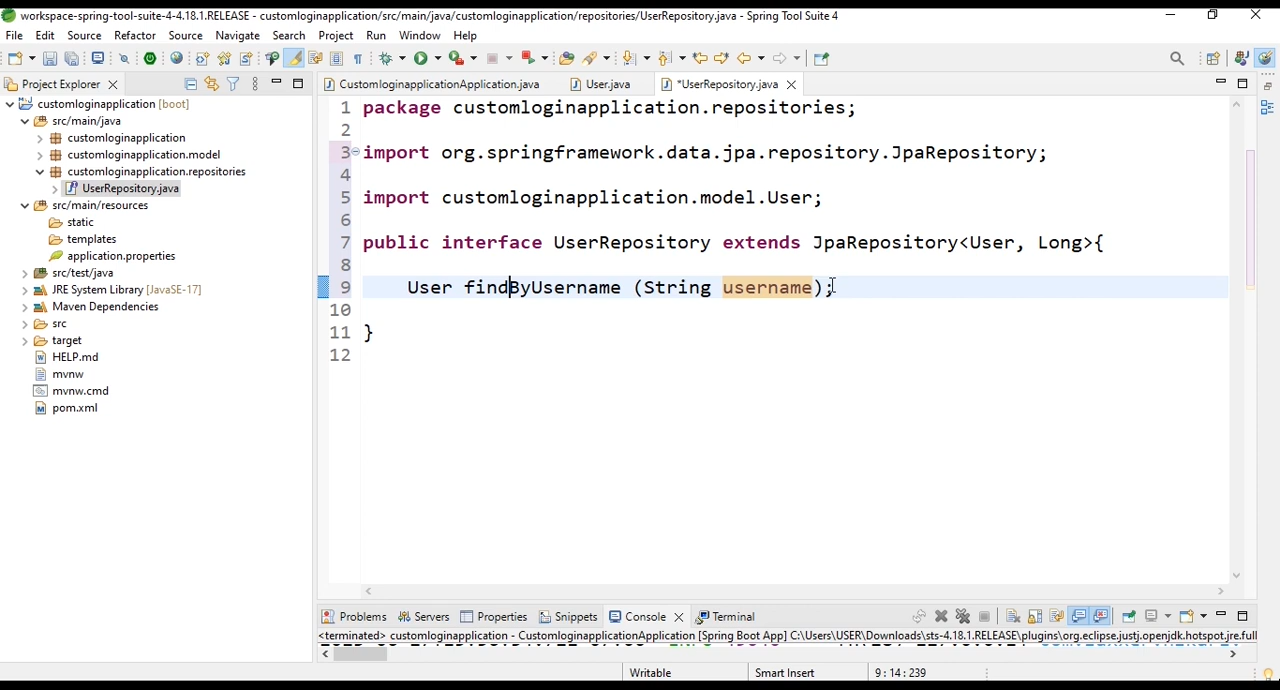 workspace-spring-tool-suite-4-4.18.1.RELEASE - customloginapplication/src/main/java/customloginapplication/repositories/UserRepository.java - Spring Tool Suite 4
File Edit Source Refactor Source Navigate Search Project Run Window Help
Project Explorer
CustomloginapplicationApplication.java User.java *UserRepository.java
customloginapplication [boot]
src/main/java
customloginapplication
customloginapplication.model
customloginapplication.repositories
UserRepository.java
src/main/resources
static
templates
application.properties
src/test/java
JRE System Library [JavaSE-17]
Maven Dependencies
src
target
HELP.md
mvnw
mvnw.cmd
pom.xml
1 package customloginapplication.repositories;
2
3 import org.springframework.data.jpa.repository.JpaRepository;
4
5 import customloginapplication.model.User;
6
7 public interface UserRepository extends JpaRepository<User, Long>{
8
9 User findByUsername (String username);
10
11 }
12
Problems Servers Properties Snippets Console Terminal
<terminated> customloginapplication - CustomloginapplicationApplication [Spring Boot App] C:\Users\USER\Downloads\sts-4.18.1.RELEASE\plugins\org.eclipse.justj.openjdk.hotspot.jre.full
Writable Smart Insert 9:14:239